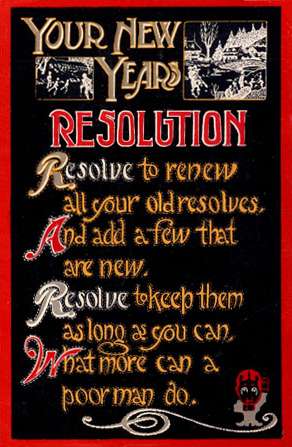 YOUR NEW
YEARS
RESOLUTION
Resolve to renew
all your old resolves.
And add a few that
are new.
Resolve to keep them
as long as you can.
What more can a
poor man do.